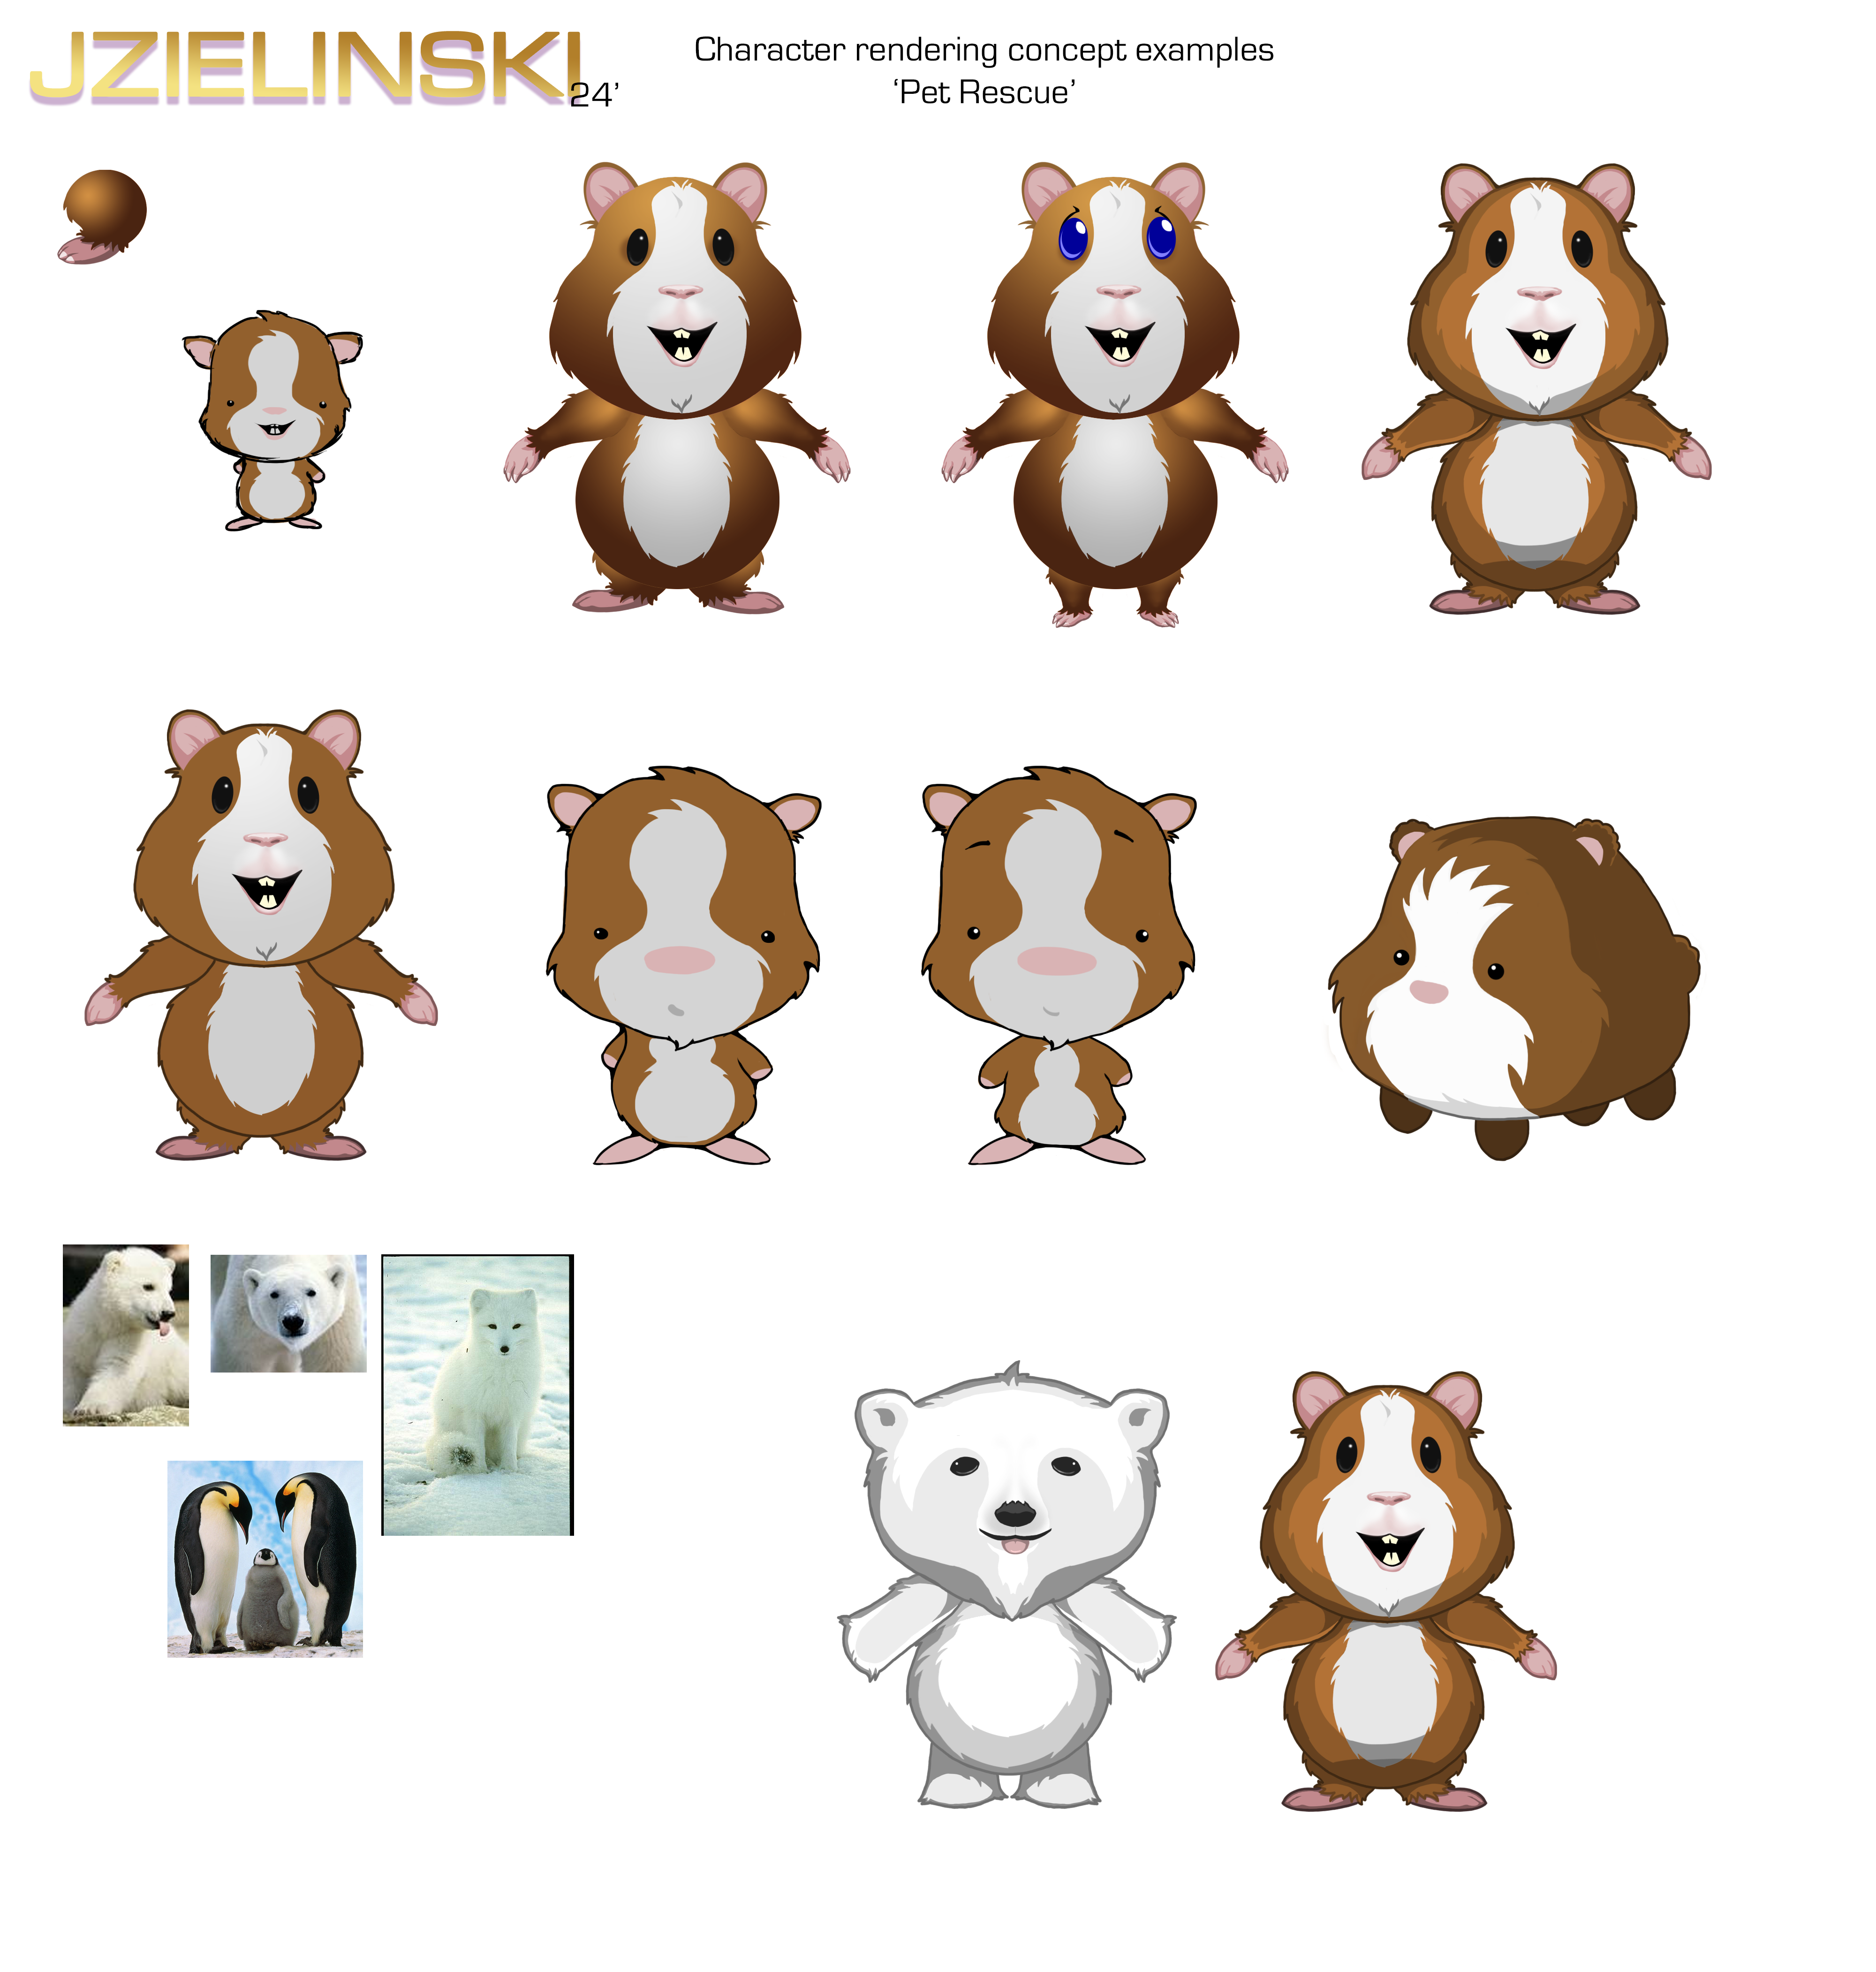 JZIELINSKI
24’
Character rendering concept examples
‘Pet Rescue’